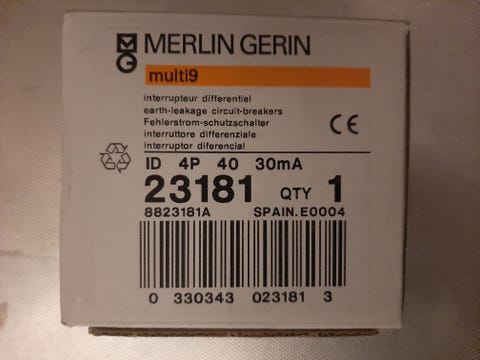 MG MERLIN GERIN
multi9
interrupteur differentiel
earth-leakage circuit-breakers
Fehlerstrom-schutzschalter
interruttore differenziale
interruptor diferencial
CE
ID 4P 40 30mA
23181 QTY 1
8823181A SPAIN.E0004
0 330343 023181 3